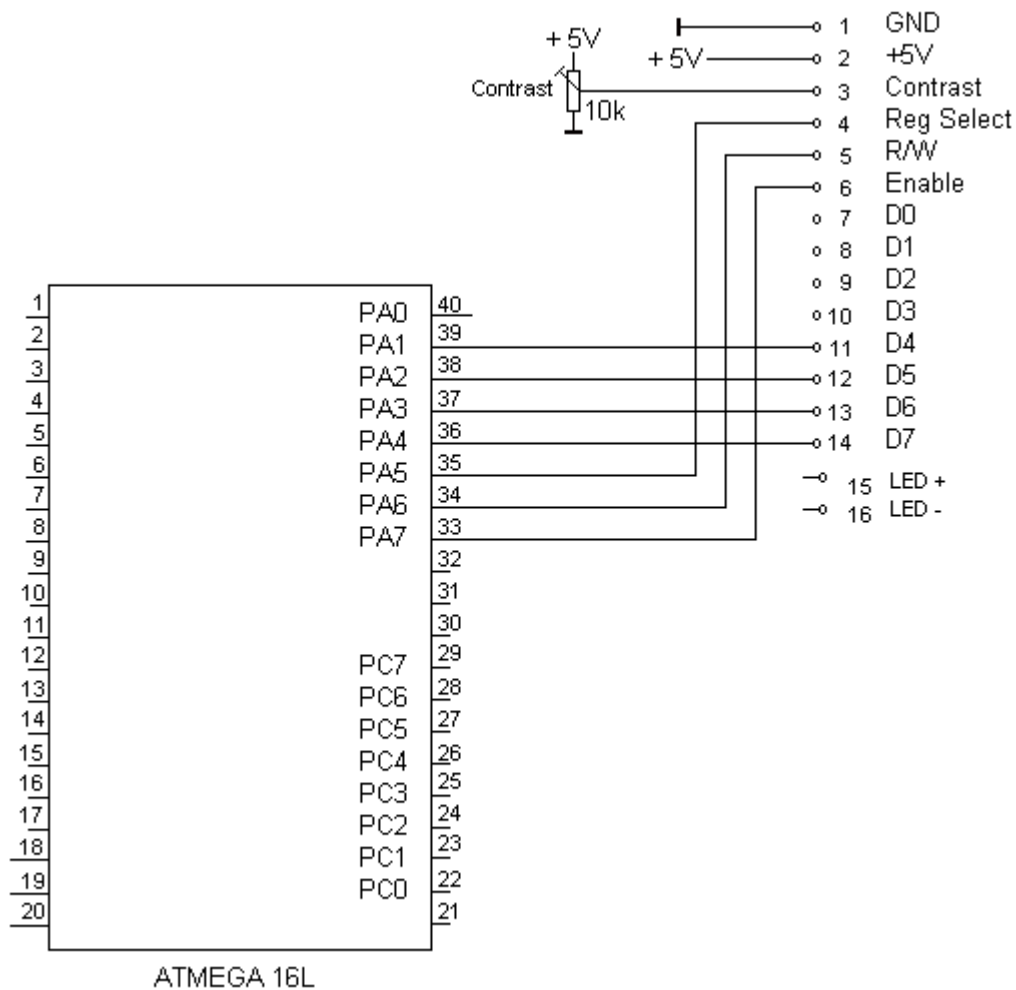 1 GND
+5V
+5V 2 +5V
Contrast 3 Contrast
10k
4 Reg Select
5 R/W
6 Enable
7 D0
8 D1
9 D2
10 D3
1 PA0 40
2 PA1 39 11 D4
3 PA2 38 12 D5
4 PA3 37 13 D6
5 PA4 36 14 D7
6 PA5 35 15 LED +
7 PA6 34 16 LED -
8 PA7 33
9 32
10 31
11 30
12 PC7 29
13 PC6 28
14 PC5 27
15 PC4 26
16 PC3 25
17 PC2 24
18 PC1 23
19 PC0 22
20 21
ATMEGA 16L